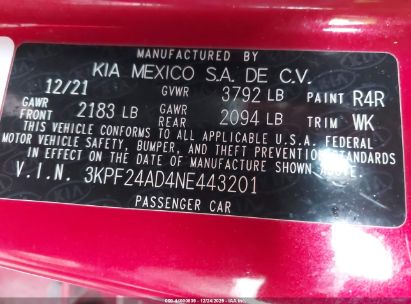 MANUFACTURED BY
KIA MEXICO S.A. DE C.V.
12/21 GVWR 3792 LB PAINT R4R
GAWR FRONT 2183 LB GAWR REAR 2094 LB TRIM WK
THIS VEHICLE CONFORMS TO ALL APPLICABLE U.S.A. FEDERAL
MOTOR VEHICLE SAFETY, BUMPER, AND THEFT PREVENTION STANDARDS
IN EFFECT ON THE DATE OF MANUFACTURE SHOWN ABOVE.
V.I.N. 3KPF24AD4NE443201
PASSENGER CAR